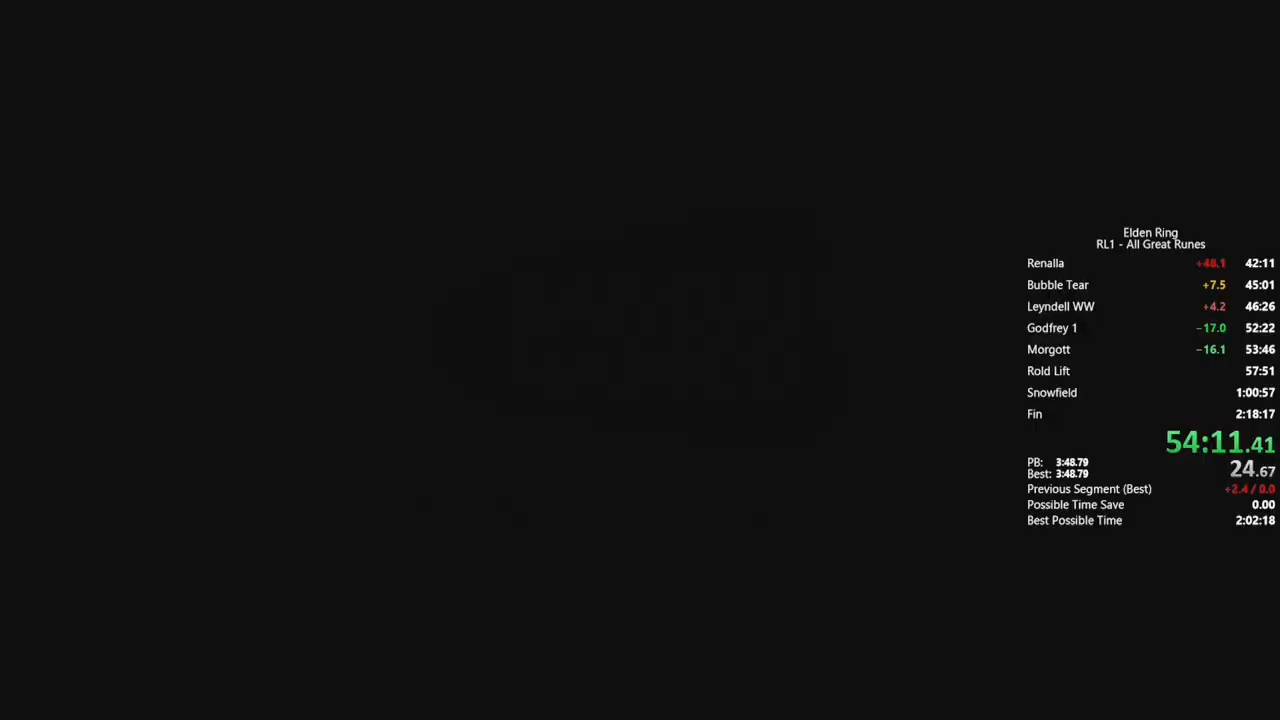 Elden Ring
RL1 - All Great Runes
Renalla +48.1 42:11
Bubble Tear +7.5 45:01
Leyndell WW +4.2 46:26
Godfrey 1 −17.0 52:22
Morgott −16.1 53:46
Rold Lift 57:51
Snowfield 1:00:57
Fin 2:18:17
54:11.41
PB: 3:48.79
24.67
Best: 3:48.79
Previous Segment (Best) +2.4 / 0.0
Possible Time Save 0.00
Best Possible Time 2:02:18